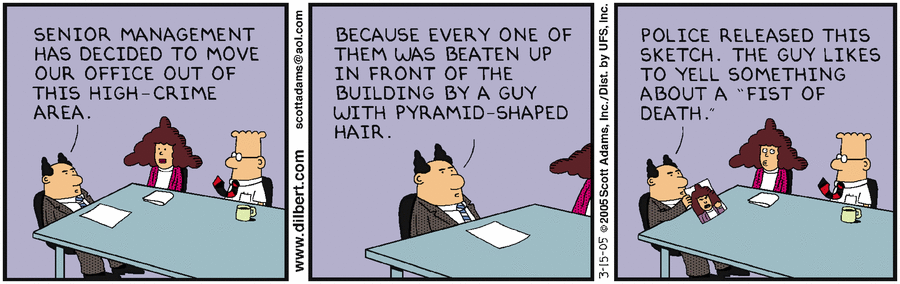 SENIOR MANAGEMENT
HAS DECIDED TO MOVE
OUR OFFICE OUT OF
THIS HIGH-CRIME
AREA.
www.dilbert.com
scottadams@aol.com
BECAUSE EVERY ONE OF
THEM WAS BEATEN UP
IN FRONT OF THE
BUILDING BY A GUY
WITH PYRAMID-SHAPED
HAIR.
3-15-05 © 2005 Scott Adams, Inc./Dist. by UFS, Inc.
POLICE RELEASED THIS
SKETCH. THE GUY LIKES
TO YELL SOMETHING
ABOUT A "FIST OF
DEATH."